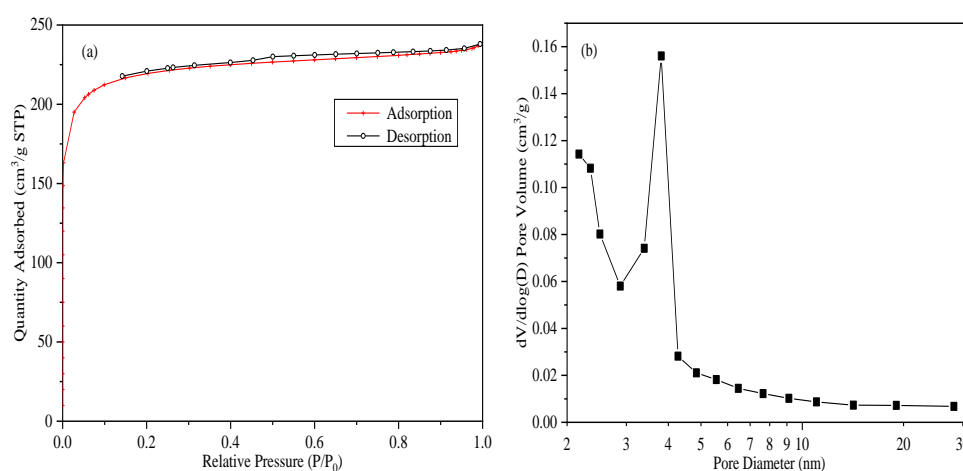 250
200
150
100
50
0
Quantity Adsorbed (cm³/g STP)
(a)
Adsorption
Desorption
0.0 0.2 0.4 0.6 0.8 1.0
Relative Pressure (P/P₀)
0.16
0.14
0.12
0.10
0.08
0.06
0.04
0.02
0.00
dV/dlog(D) Pore Volume (cm³/g)
(b)
2 3 4 5 6 7 8 9 10 20 3
Pore Diameter (nm)